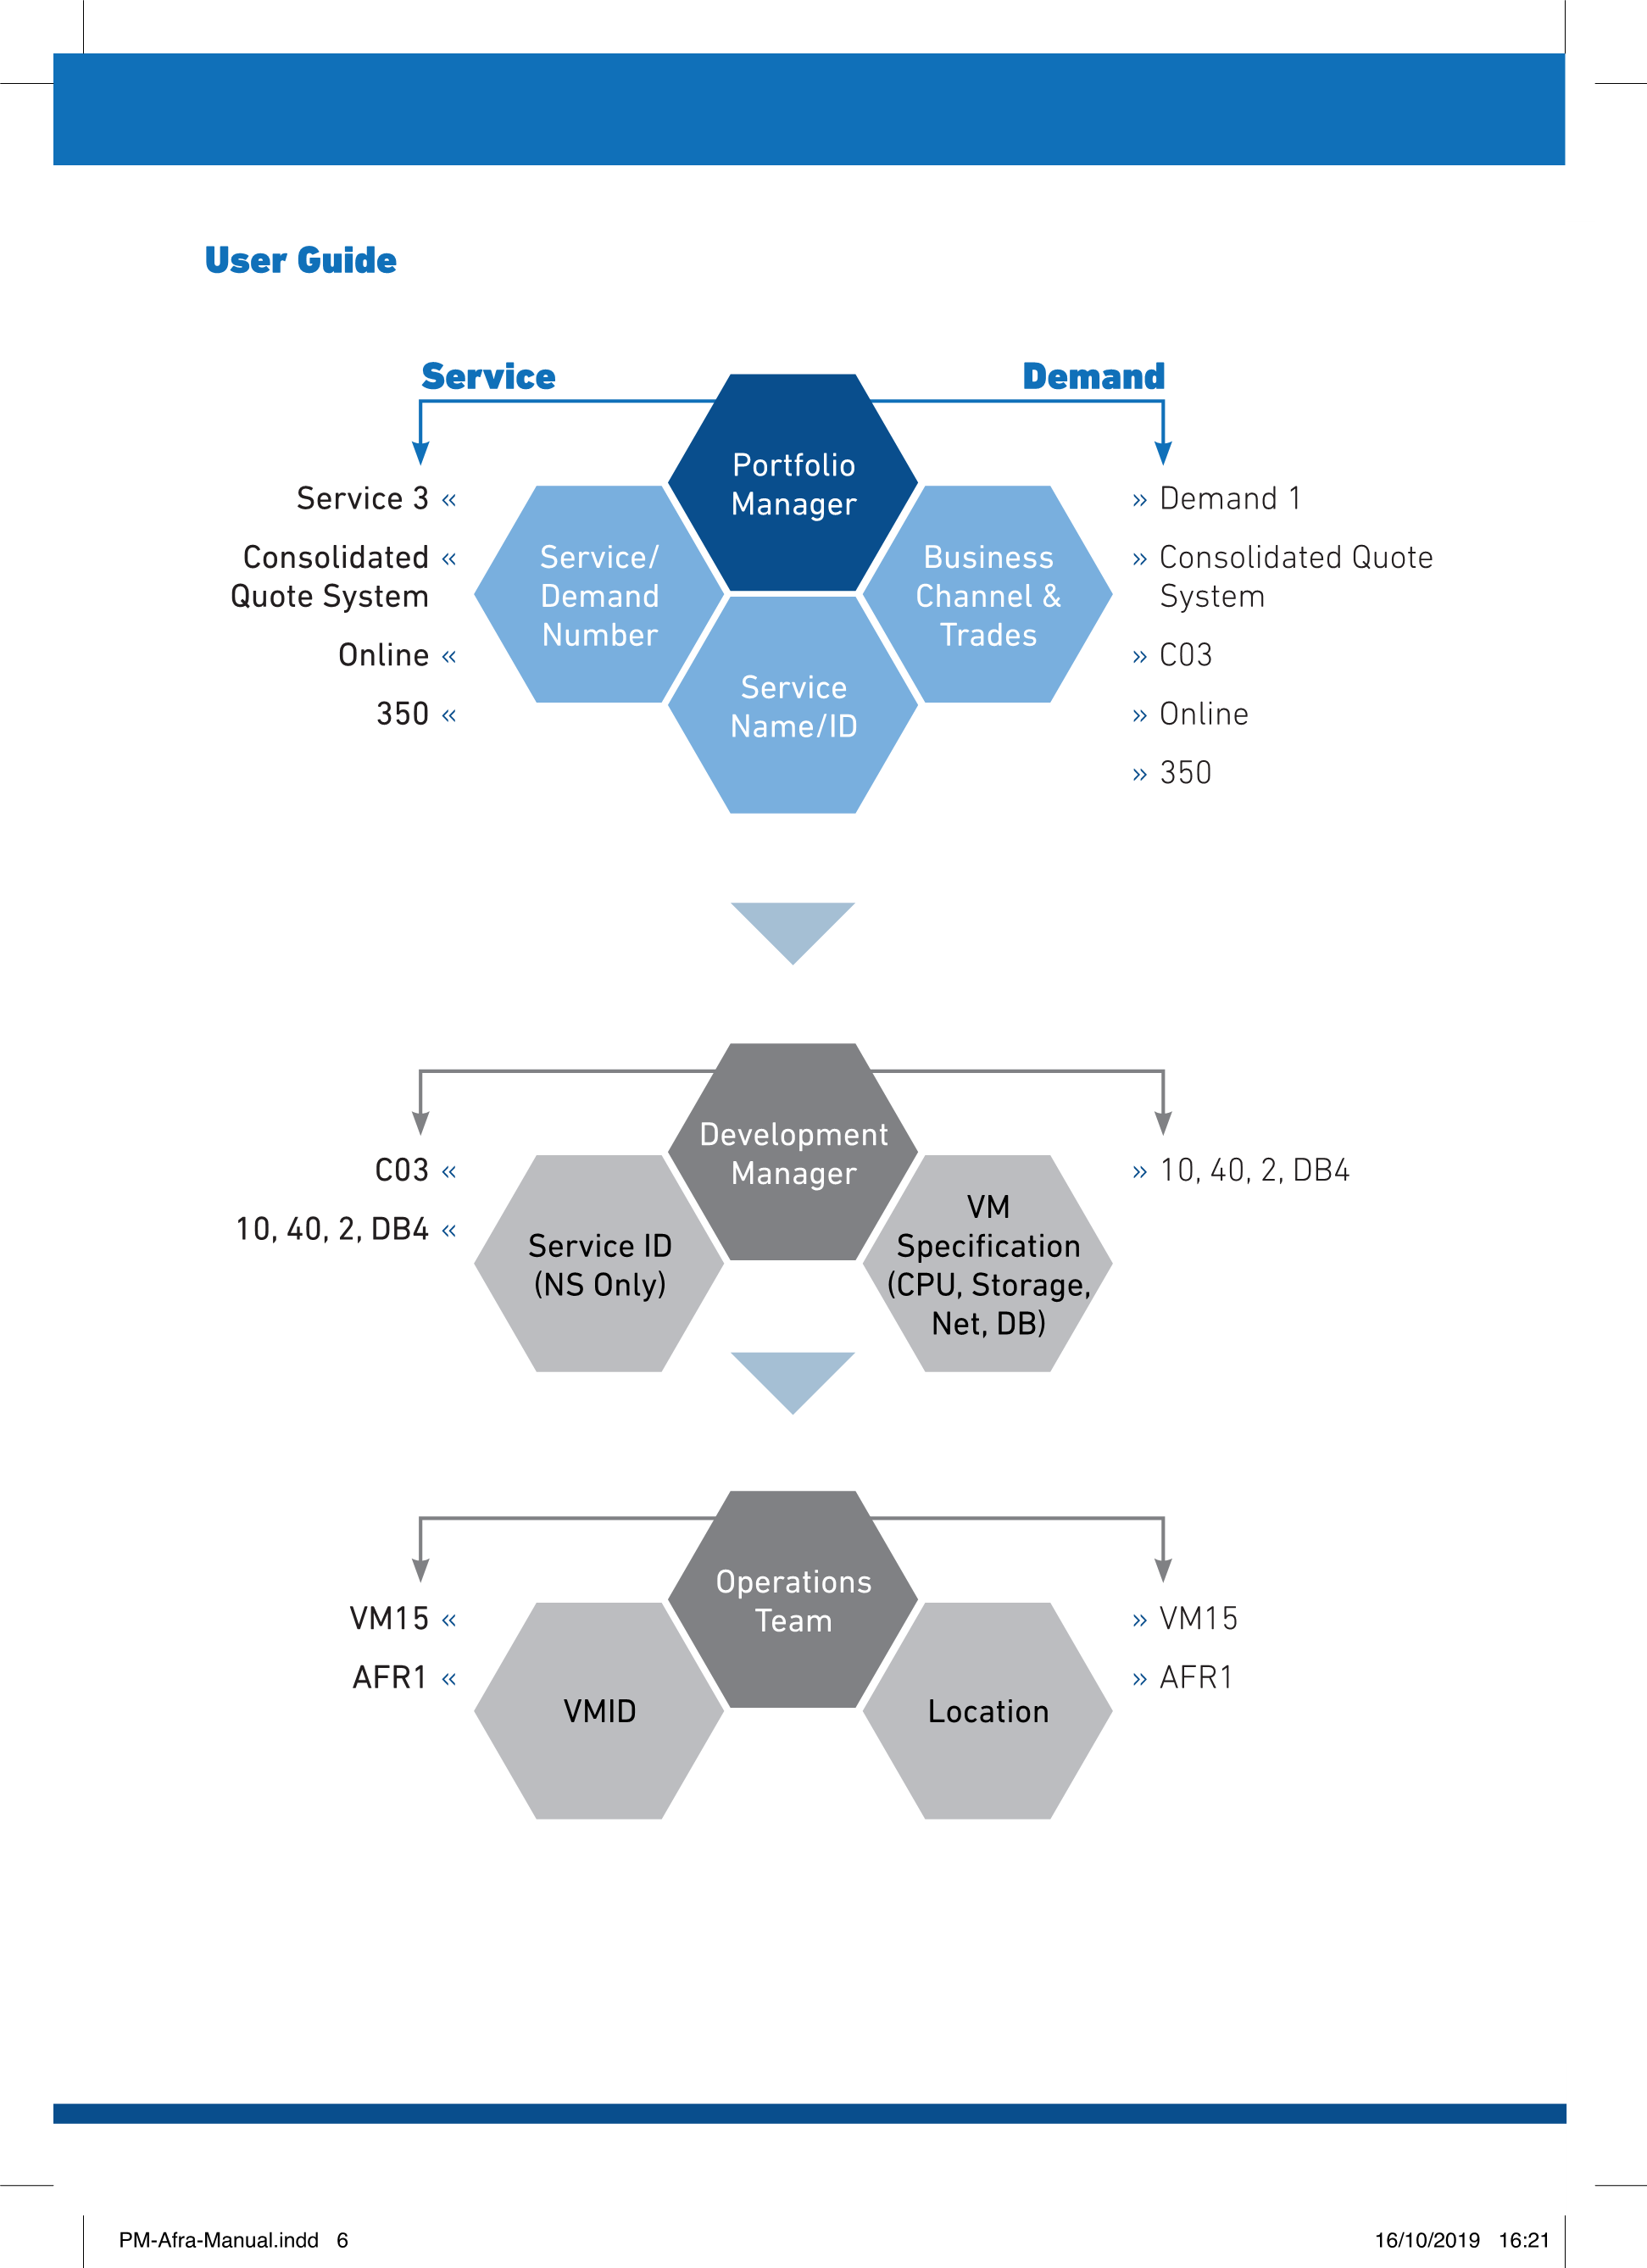 User Guide
Service
Demand
Portfolio
Manager
Service 3 «
Consolidated «
Quote System
Online «
350 «
Service/
Demand
Number
Service
Name/ID
Business
Channel &
Trades
» Demand 1
» Consolidated Quote
System
» C03
» Online
» 350
Development
Manager
C03 «
10, 40, 2, DB4 «
Service ID
(NS Only)
VM
Specification
(CPU, Storage,
Net, DB)
» 10, 40, 2, DB4
Operations
Team
VM15 «
AFR1 «
VMID
Location
» VM15
» AFR1
PM-Afra-Manual.indd 6
16/10/2019 16:21